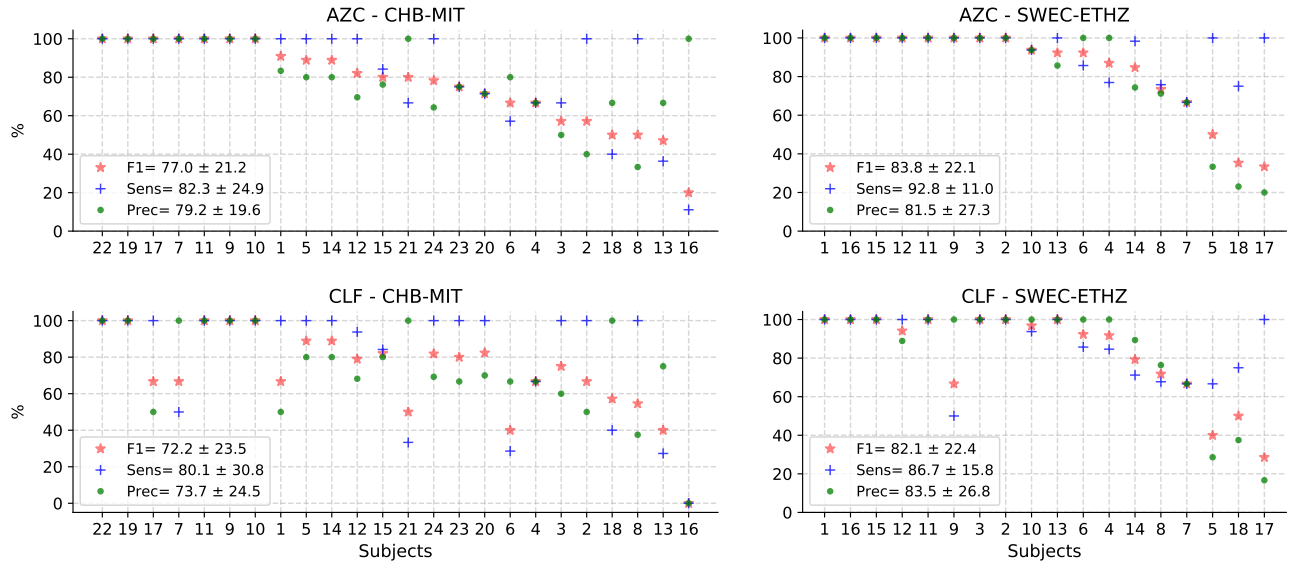 AZC - CHB-MIT
%
100
80
60
40
20
0
F1= 77.0 ± 21.2
Sens= 82.3 ± 24.9
Prec= 79.2 ± 19.6
22 19 17 7 11 9 10 1 5 14 12 15 21 24 23 20 6 4 3 2 18 8 13 16
AZC - SWEC-ETHZ
100
80
60
40
20
0
F1= 83.8 ± 22.1
Sens= 92.8 ± 11.0
Prec= 81.5 ± 27.3
1 16 15 12 11 9 3 2 10 13 6 4 14 8 7 5 18 17
CLF - CHB-MIT
%
100
80
60
40
20
0
F1= 72.2 ± 23.5
Sens= 80.1 ± 30.8
Prec= 73.7 ± 24.5
22 19 17 7 11 9 10 1 5 14 12 15 21 24 23 20 6 4 3 2 18 8 13 16
Subjects
CLF - SWEC-ETHZ
100
80
60
40
20
0
F1= 82.1 ± 22.4
Sens= 86.7 ± 15.8
Prec= 83.5 ± 26.8
1 16 15 12 11 9 3 2 10 13 6 4 14 8 7 5 18 17
Subjects